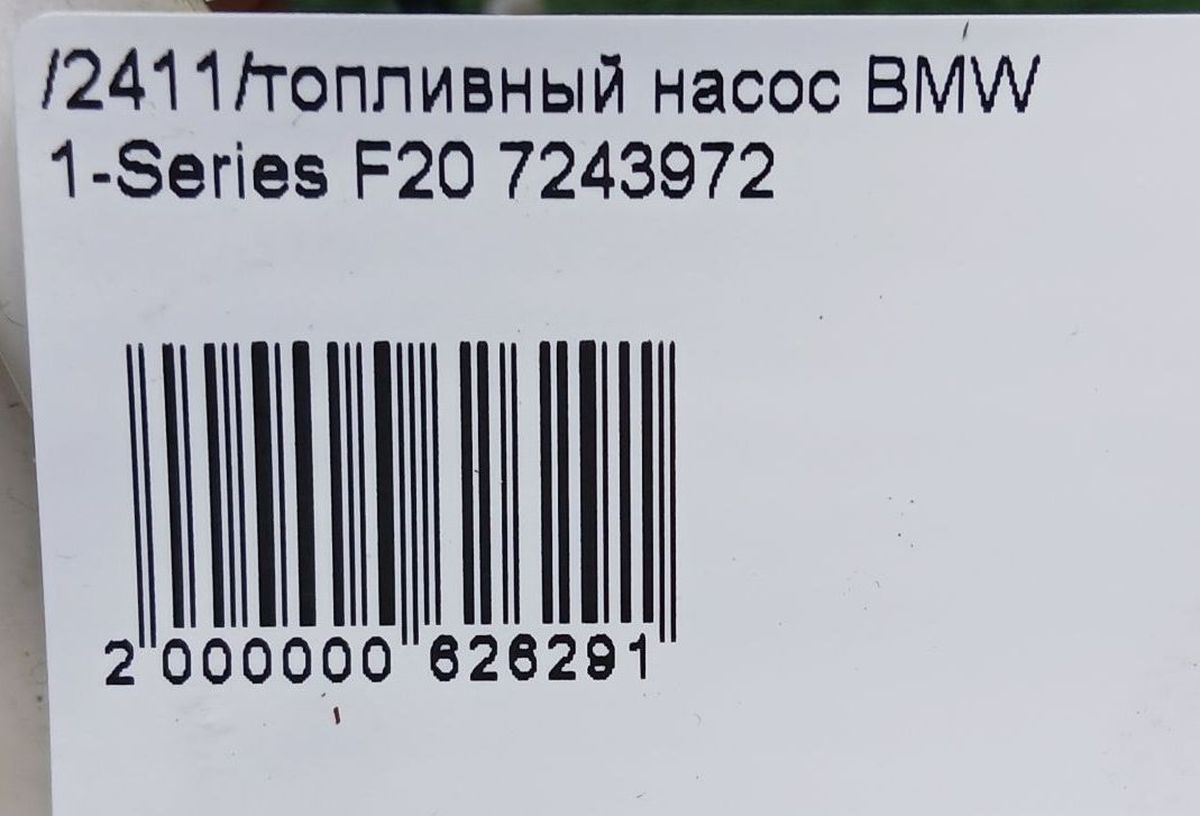 /2411/топливный насос BMW
1-Series F20 7243972
2 000000 626291